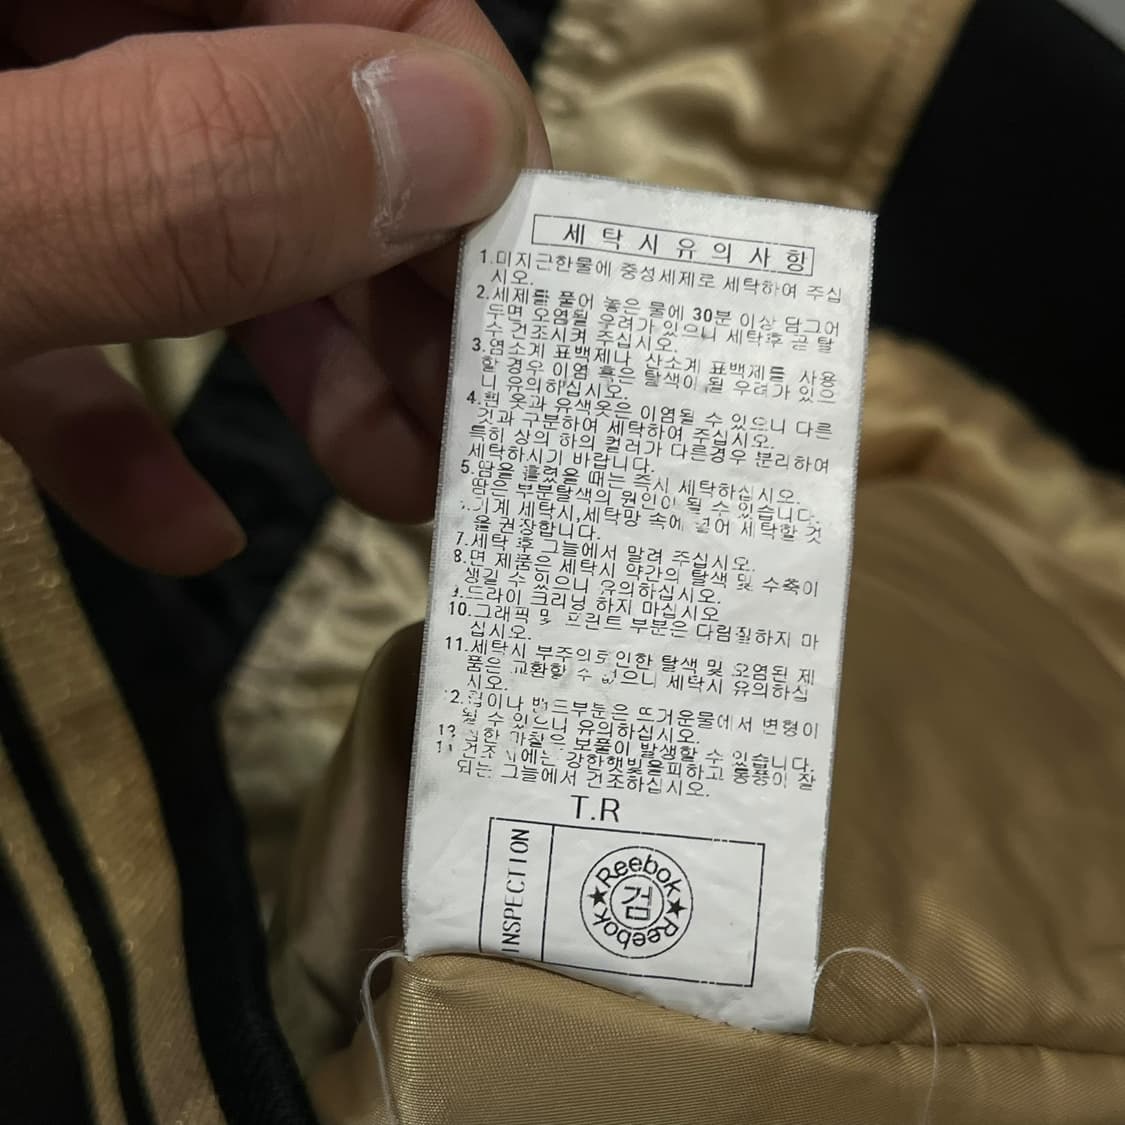 세탁시유의사항
1.미지근한물에 중성세제로 세탁하여 주십
시오.
2.세제를 풀어 놓은 물에 30분 이상 담그어
두면 오염될 우려가 있으니 세탁후 곧 탈
수 건조시켜 주십시오.
3.염소계 표백제나 산소계 표백제를 사용
할 경우 이염 혹은 탈색이 될 우려가 있으
니 유의하십시오.
4.흰 옷과 유색옷은 이염될 수 있으니 다른
것과 구분하여 세탁하여 주십시오.
특히 상의 하의 컬러가 다른경우 분리하여
세탁하시기 바랍니다.
5.땀을 흘렸을 때는 즉시 세탁하십시오.
땀은 부분탈색의 원인이 될 수 있습니다.
기계 세탁시,세탁망 속에 넣어 세탁할 것
을 권장합니다.
7.세탁 후 그늘에서 말려 주십시오.
8.면 제품은 세탁시 약간의 탈색 및 수축이
생길 수 있으니 유의하십시오.
9.드라이 크리닝 하지 마십시오
10.그래픽 및 프린트 부분은 다림질하지 마
십시오.
11.세탁시 부주의로 인한 탈색 및 오염된 제
품은 교환할 수 없으니 세탁시 유의하십
시오.
밴드부분은 뜨거운물에서 변형이
될 수 있으니 유의하십시오.
심한 마찰은 보풀이 발생할 수 있습니다.
건조시에는 강한햇빛을피하고 통풍이 잘
되는 그늘에서 건조하십시오.
T.R
INSPECTION
Reebok
검
Reebok